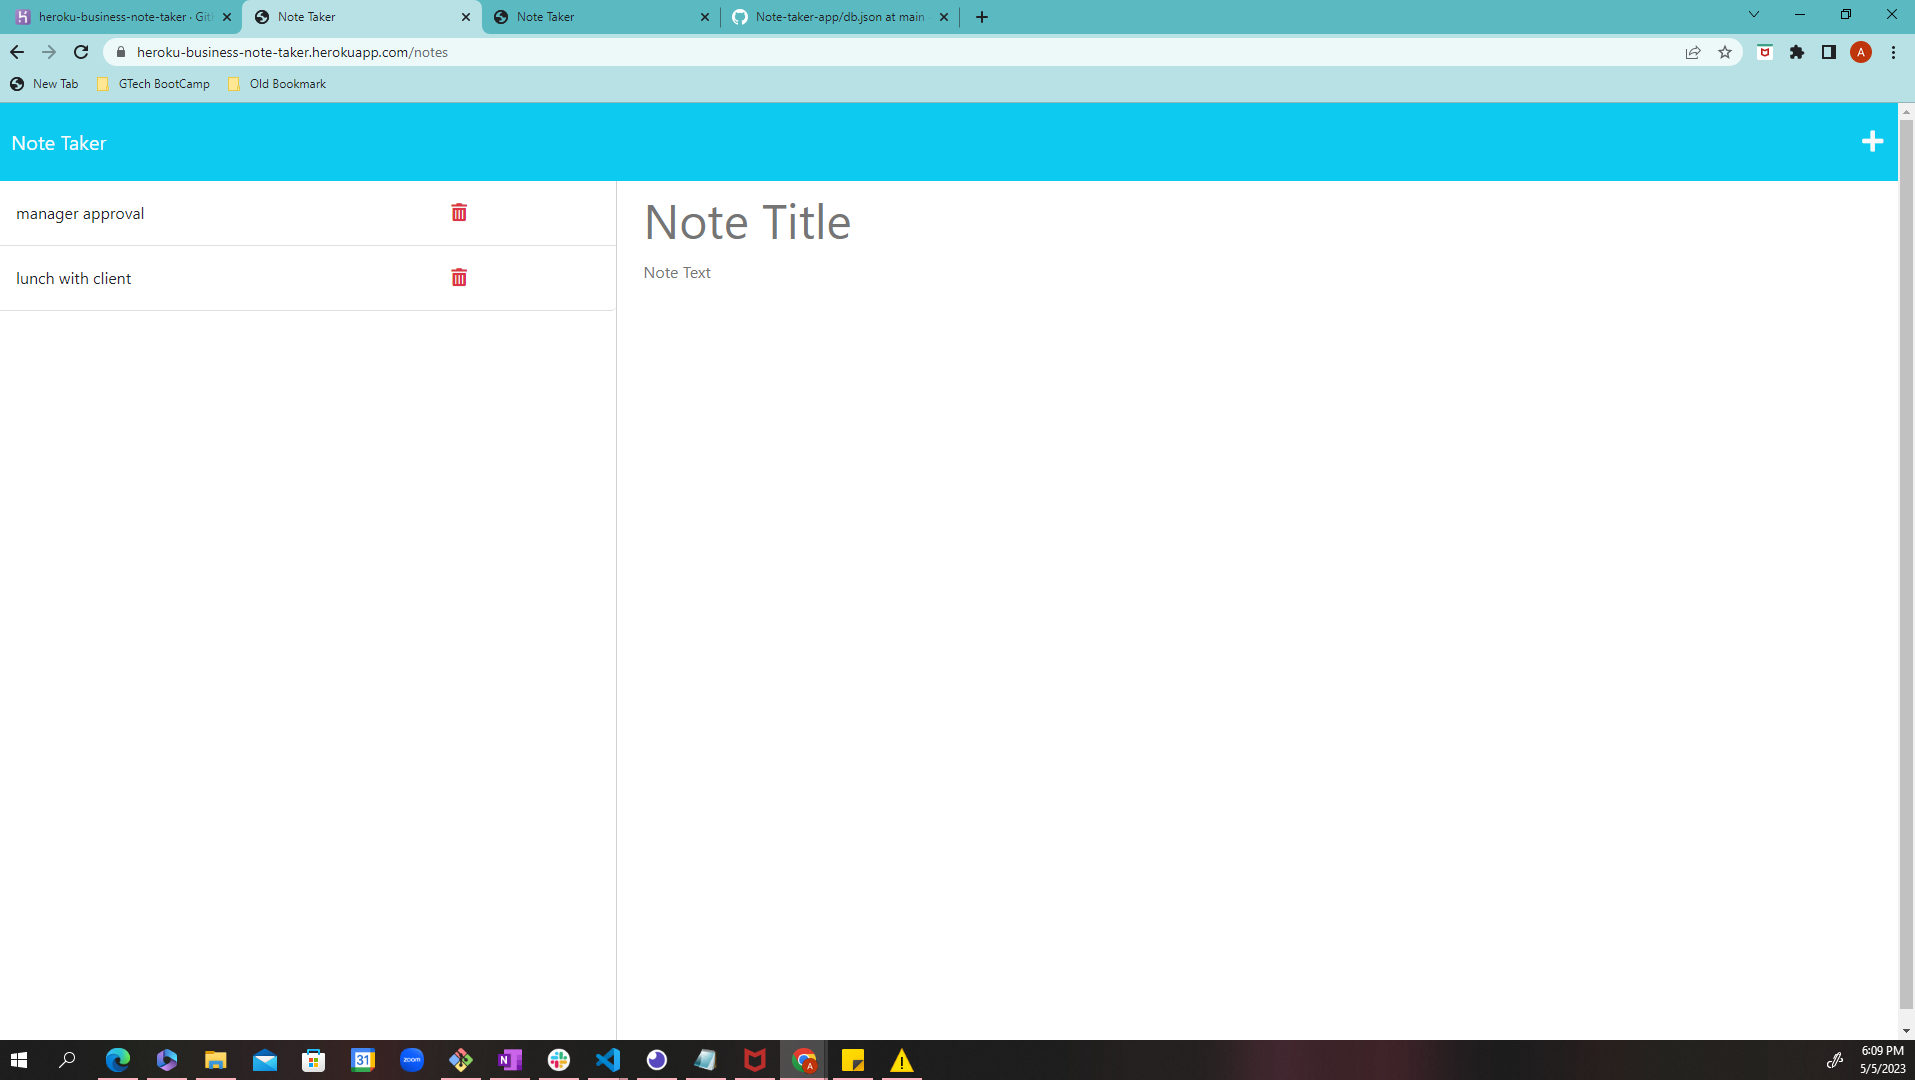 heroku-business-note-taker · Git
Note Taker
Note Taker
Note-taker-app/db.json at main
heroku-business-note-taker.herokuapp.com/notes
A
New Tab
GTech BootCamp
Old Bookmark
Note Taker
manager approval
lunch with client
Note Title
Note Text
31
zoom
N
A
6:09 PM
5/5/2023